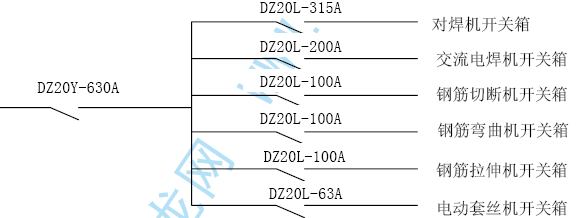 DZ20L-315A 对焊机开关箱
DZ20L-200A 交流电焊机开关箱
DZ20Y-630A
DZ20L-100A 钢筋切断机开关箱
DZ20L-100A 钢筋弯曲机开关箱
DZ20L-100A 钢筋拉伸机开关箱
DZ20L-63A 电动套丝机开关箱
龙网